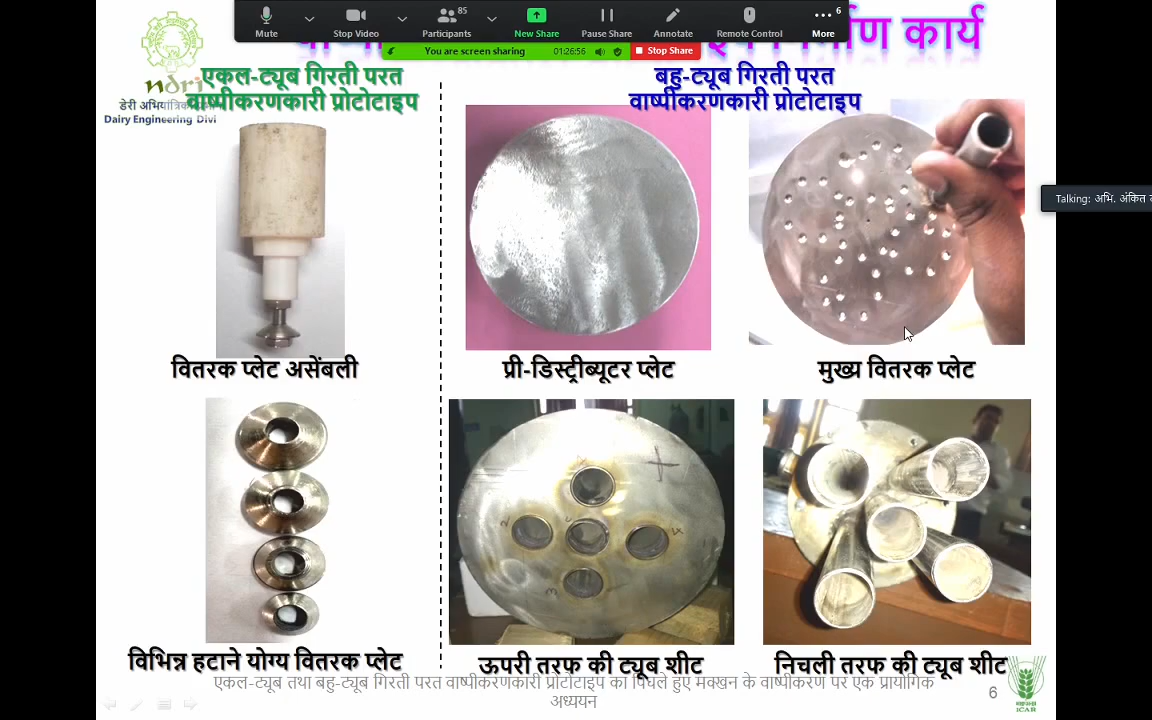 Mute
Stop Video
85
Participants
New Share
Pause Share
Annotate
Remote Control
6
More
You are screen sharing
01:26:56
Stop Share
कार्य
ndri
डेरी
Dairy Engineering Divi
एकल-ट्यूब गिरती परत
वाष्पीकरणकारी प्रोटोटाइप
बहु-ट्यूब गिरती परत
वाष्पीकरणकारी प्रोटोटाइप
Talking: अभि. अंकित
वितरक प्लेट असेंबली
प्री-डिस्ट्रीब्यूटर प्लेट
मुख्य वितरक प्लेट
विभिन्न हटाने योग्य वितरक प्लेट
ऊपरी तरफ की ट्यूब शीट
निचली तरफ की ट्यूब शीट
एकल-ट्यूब तथा बहु-ट्यूब गिरती परत वाष्पीकरणकारी प्रोटोटाइप का पिघले हुए मक्खन के वाष्पीकरण पर एक प्रायोगिक
अध्ययन
6
ICAR